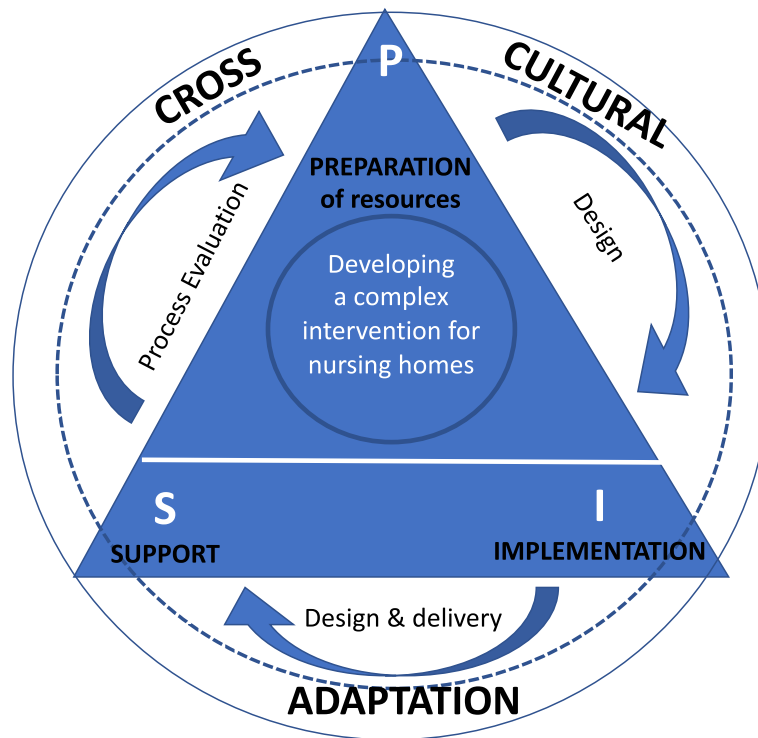 CROSS
CULTURAL
P
PREPARATION
of resources
Process Evaluation
Design
Developing
a complex
intervention for
nursing homes
S
I
SUPPORT
IMPLEMENTATION
Design & delivery
ADAPTATION